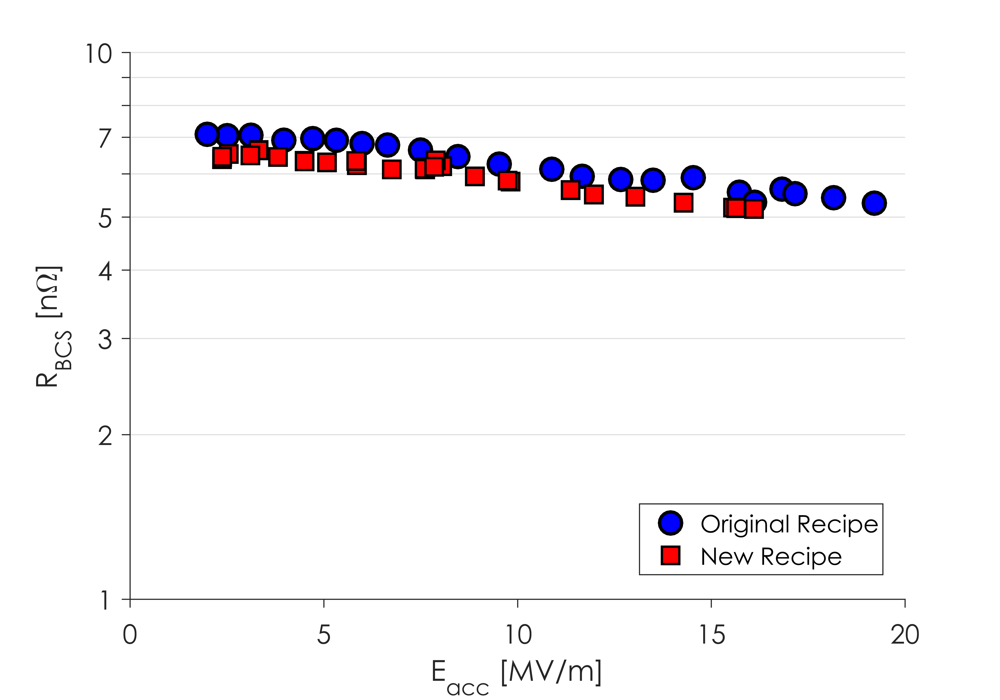 10
7
5
4
3
2
1
R_BCS [nΩ]
Original Recipe
New Recipe
0 5 10 15 20
E_acc [MV/m]